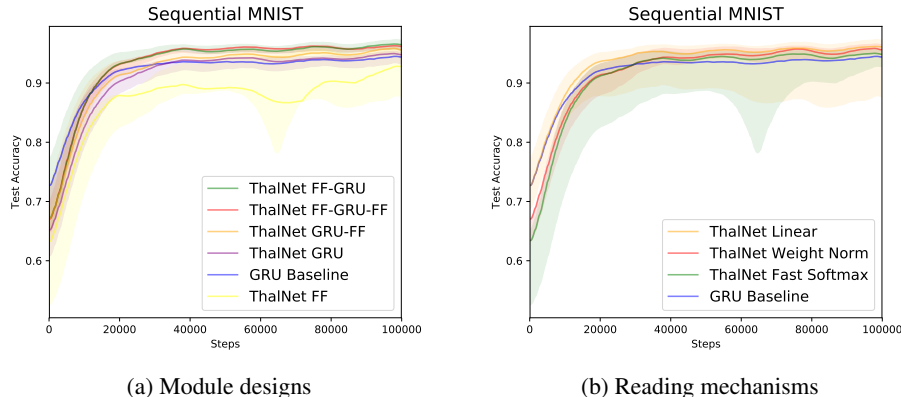 Sequential MNIST
Test Accuracy
0.9
0.8
0.7
0.6
ThalNet FF-GRU
ThalNet FF-GRU-FF
ThalNet GRU-FF
ThalNet GRU
GRU Baseline
ThalNet FF
0 20000 40000 60000 80000 100000
Steps
(a) Module designs
Sequential MNIST
Test Accuracy
0.9
0.8
0.7
0.6
ThalNet Linear
ThalNet Weight Norm
ThalNet Fast Softmax
GRU Baseline
0 20000 40000 60000 80000 100000
Steps
(b) Reading mechanisms